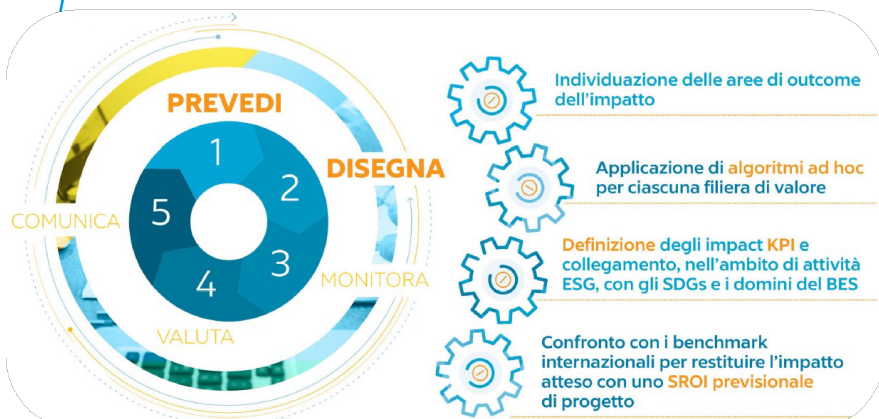 PREVEDI
1
DISEGNA
2
5
COMUNICA
3
4
MONITORA
VALUTA
Individuazione delle aree di outcome
dell'impatto
Applicazione di algoritmi ad hoc
per ciascuna filiera di valore
Definizione degli impact KPI e
collegamento, nell'ambito di attività
ESG, con gli SDGs e i domini del BES
Confronto con i benchmark
internazionali per restituire l'impatto
atteso con uno SROI previsionale
di progetto